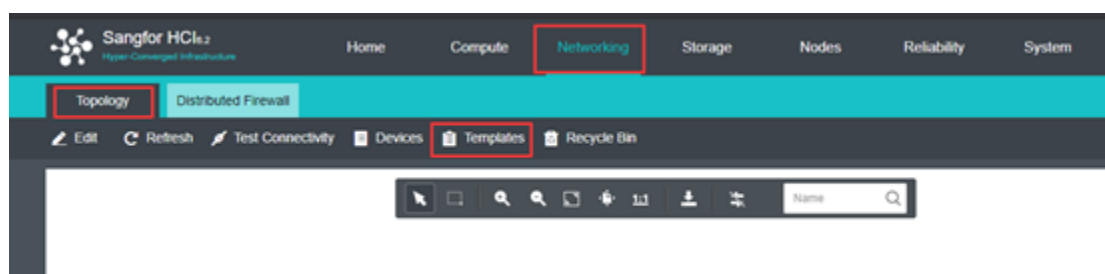 Sangfor HCI6.2
Hyper-Converged Infrastructure
Home Compute Networking Storage Nodes Reliability System
Topology Distributed Firewall
Edit Refresh Test Connectivity Devices Templates Recycle Bin
1:1 Name